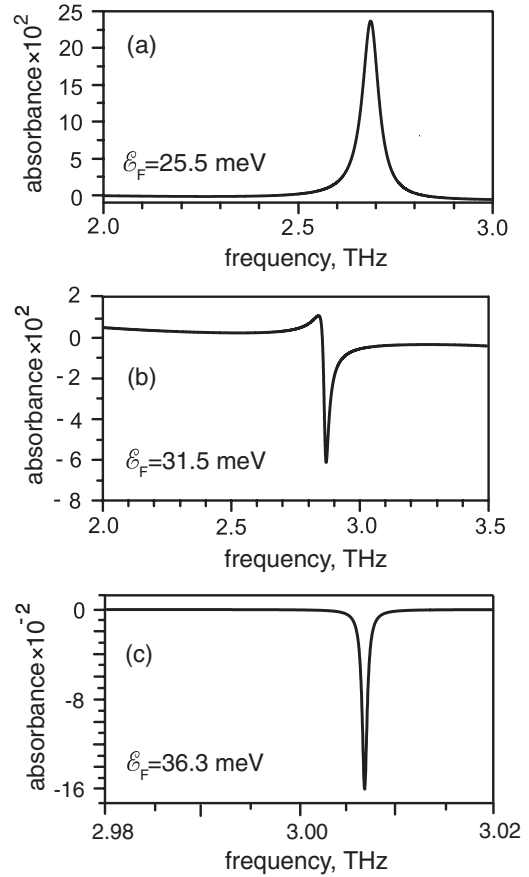 25
20
15
10
5
0
absorbance×10²
(a)
ℰF=25.5 meV
2.0 2.5 3.0
frequency, THz
2
0
- 2
- 4
- 6
- 8
absorbance×10²
(b)
ℰF=31.5 meV
2.0 2.5 3.0 3.5
frequency, THz
0
-8
-16
absorbance×10⁻²
(c)
ℰF=36.3 meV
2.98 3.00 3.02
frequency, THz